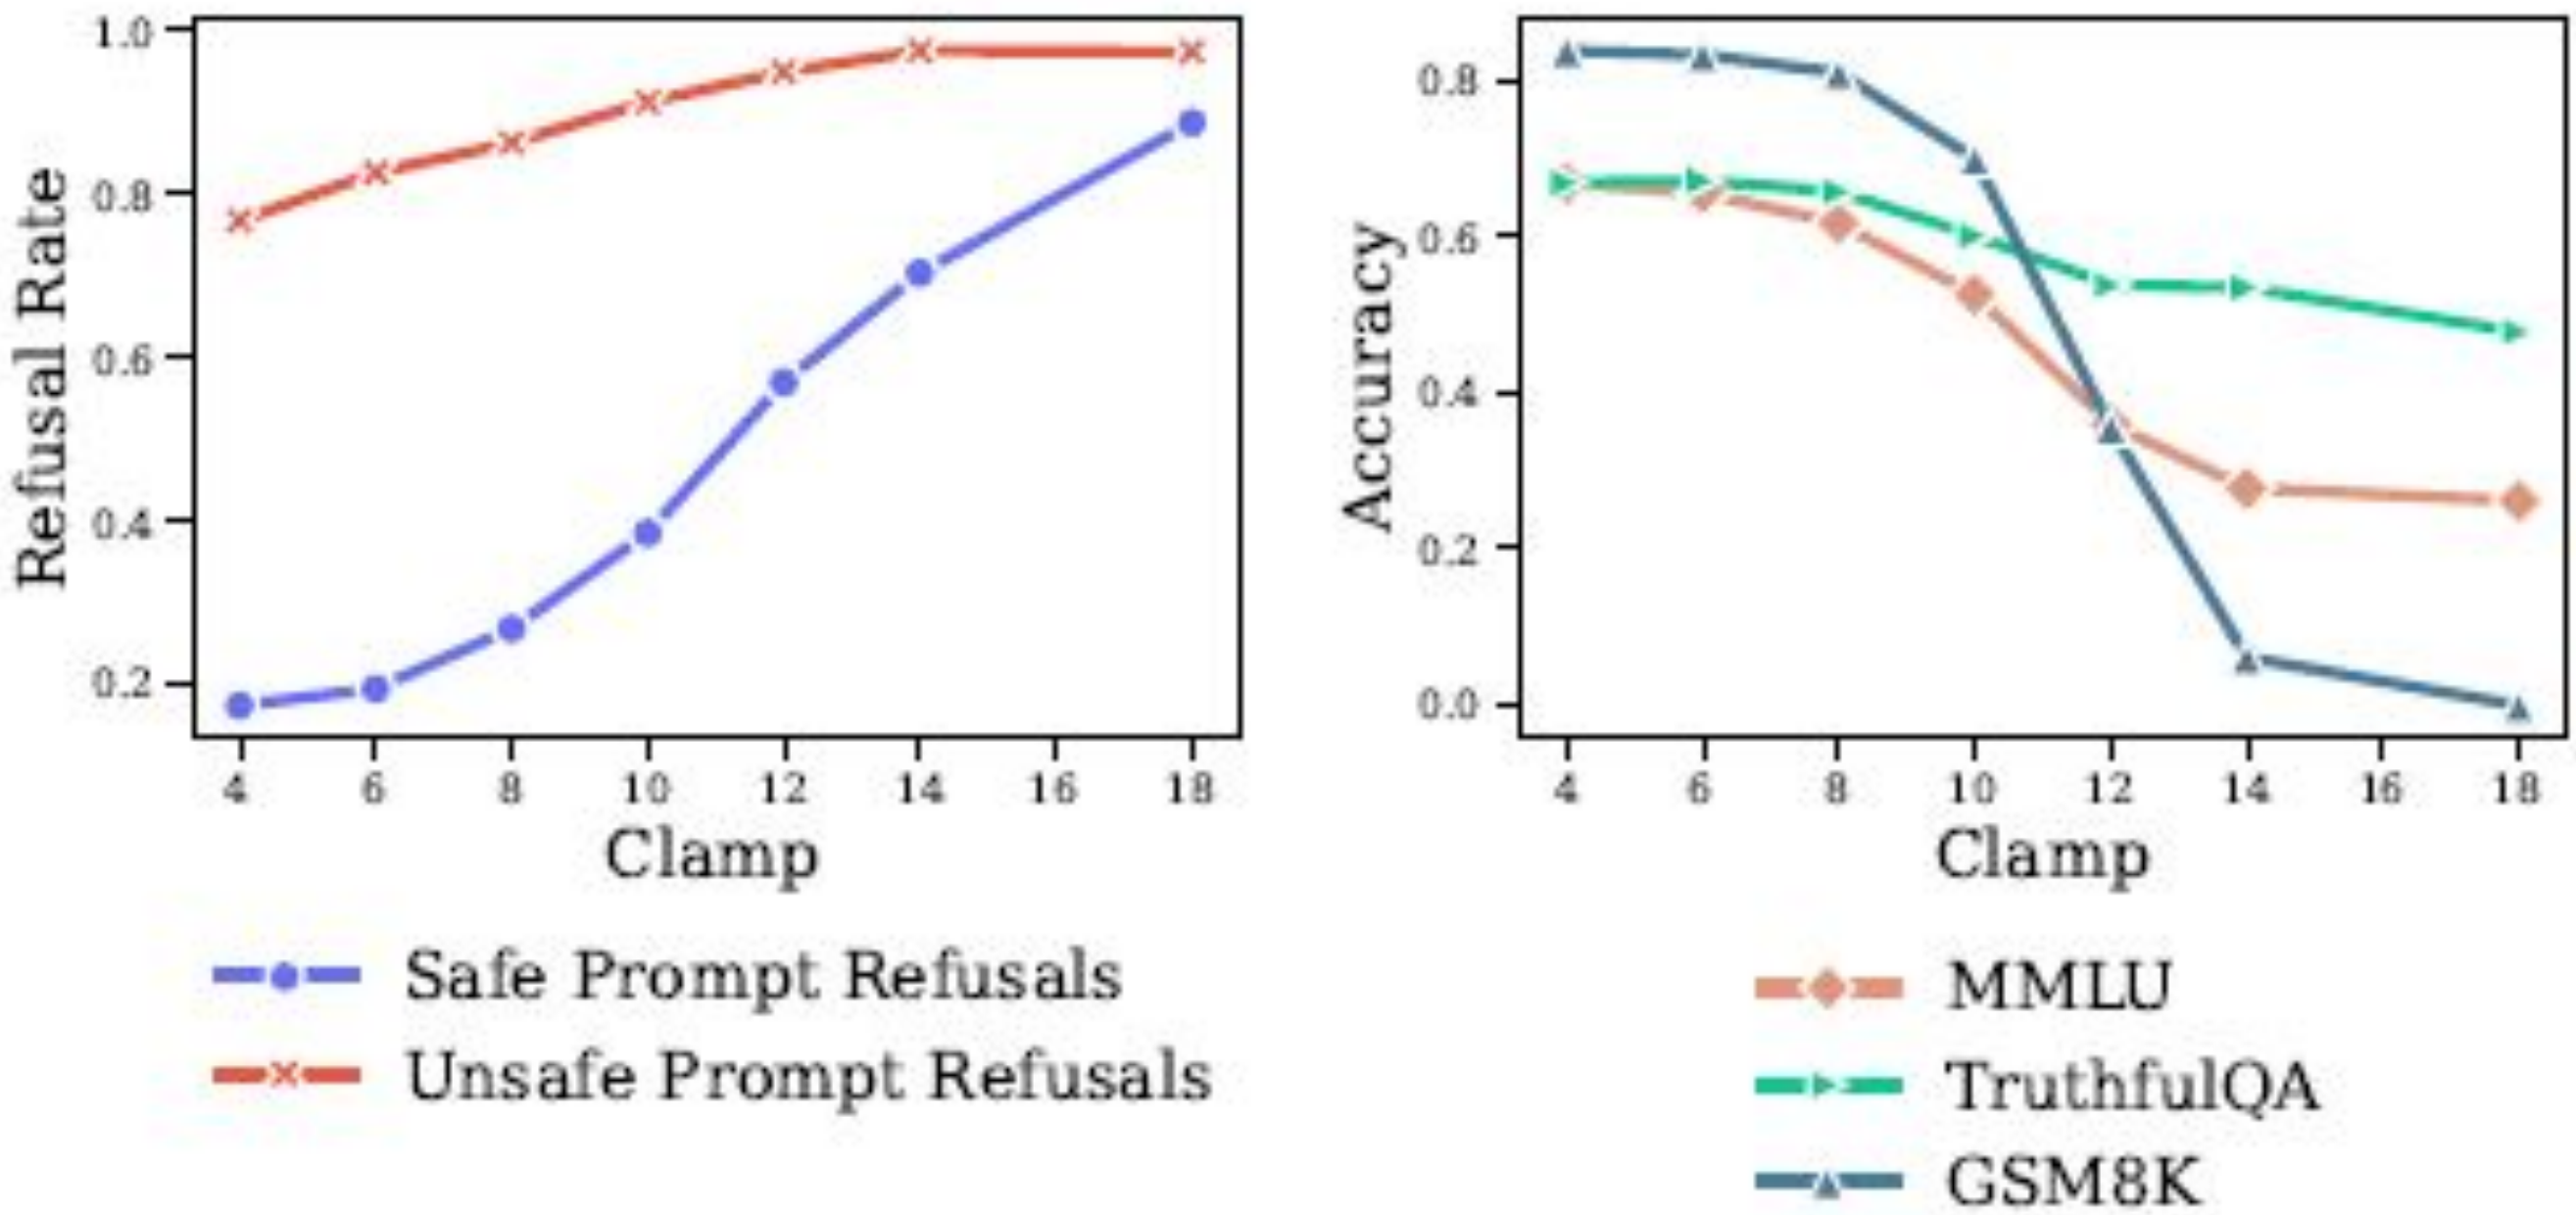 Refusal Rate
1.0
0.8
0.6
0.4
0.2
4 6 8 10 12 14 16 18
Clamp
Safe Prompt Refusals
Unsafe Prompt Refusals
Accuracy
0.8
0.6
0.4
0.2
0.0
4 6 8 10 12 14 16 18
Clamp
MMLU
TruthfulQA
GSM8K